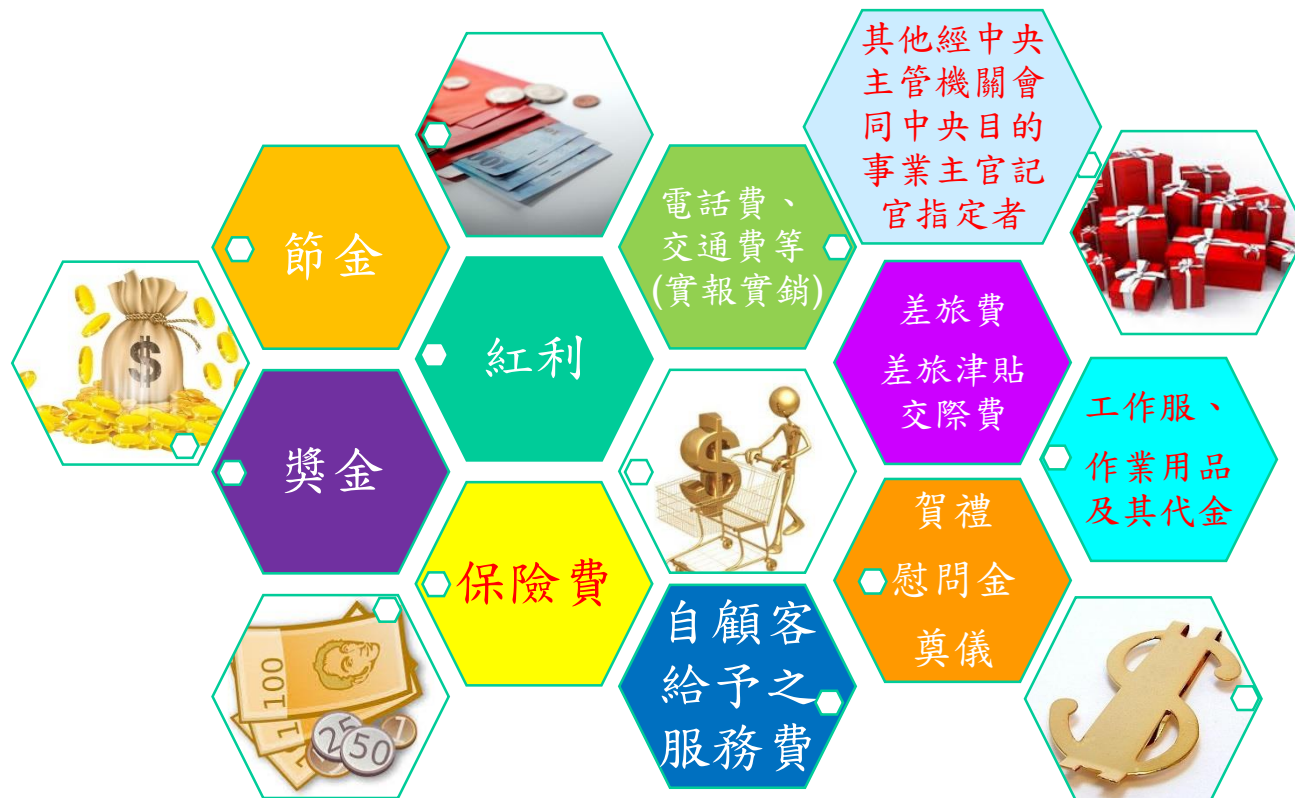 節金
獎金
紅利
保險費
電話費、
交通費等
(實報實銷)
自顧客
給予之
服務費
其他經中央
主管機關會
同中央目的
事業主官記
官指定者
差旅費
差旅津貼
交際費
賀禮
慰問金
奠儀
工作服、
作業用品
及其代金
$
100
100
25
50
1